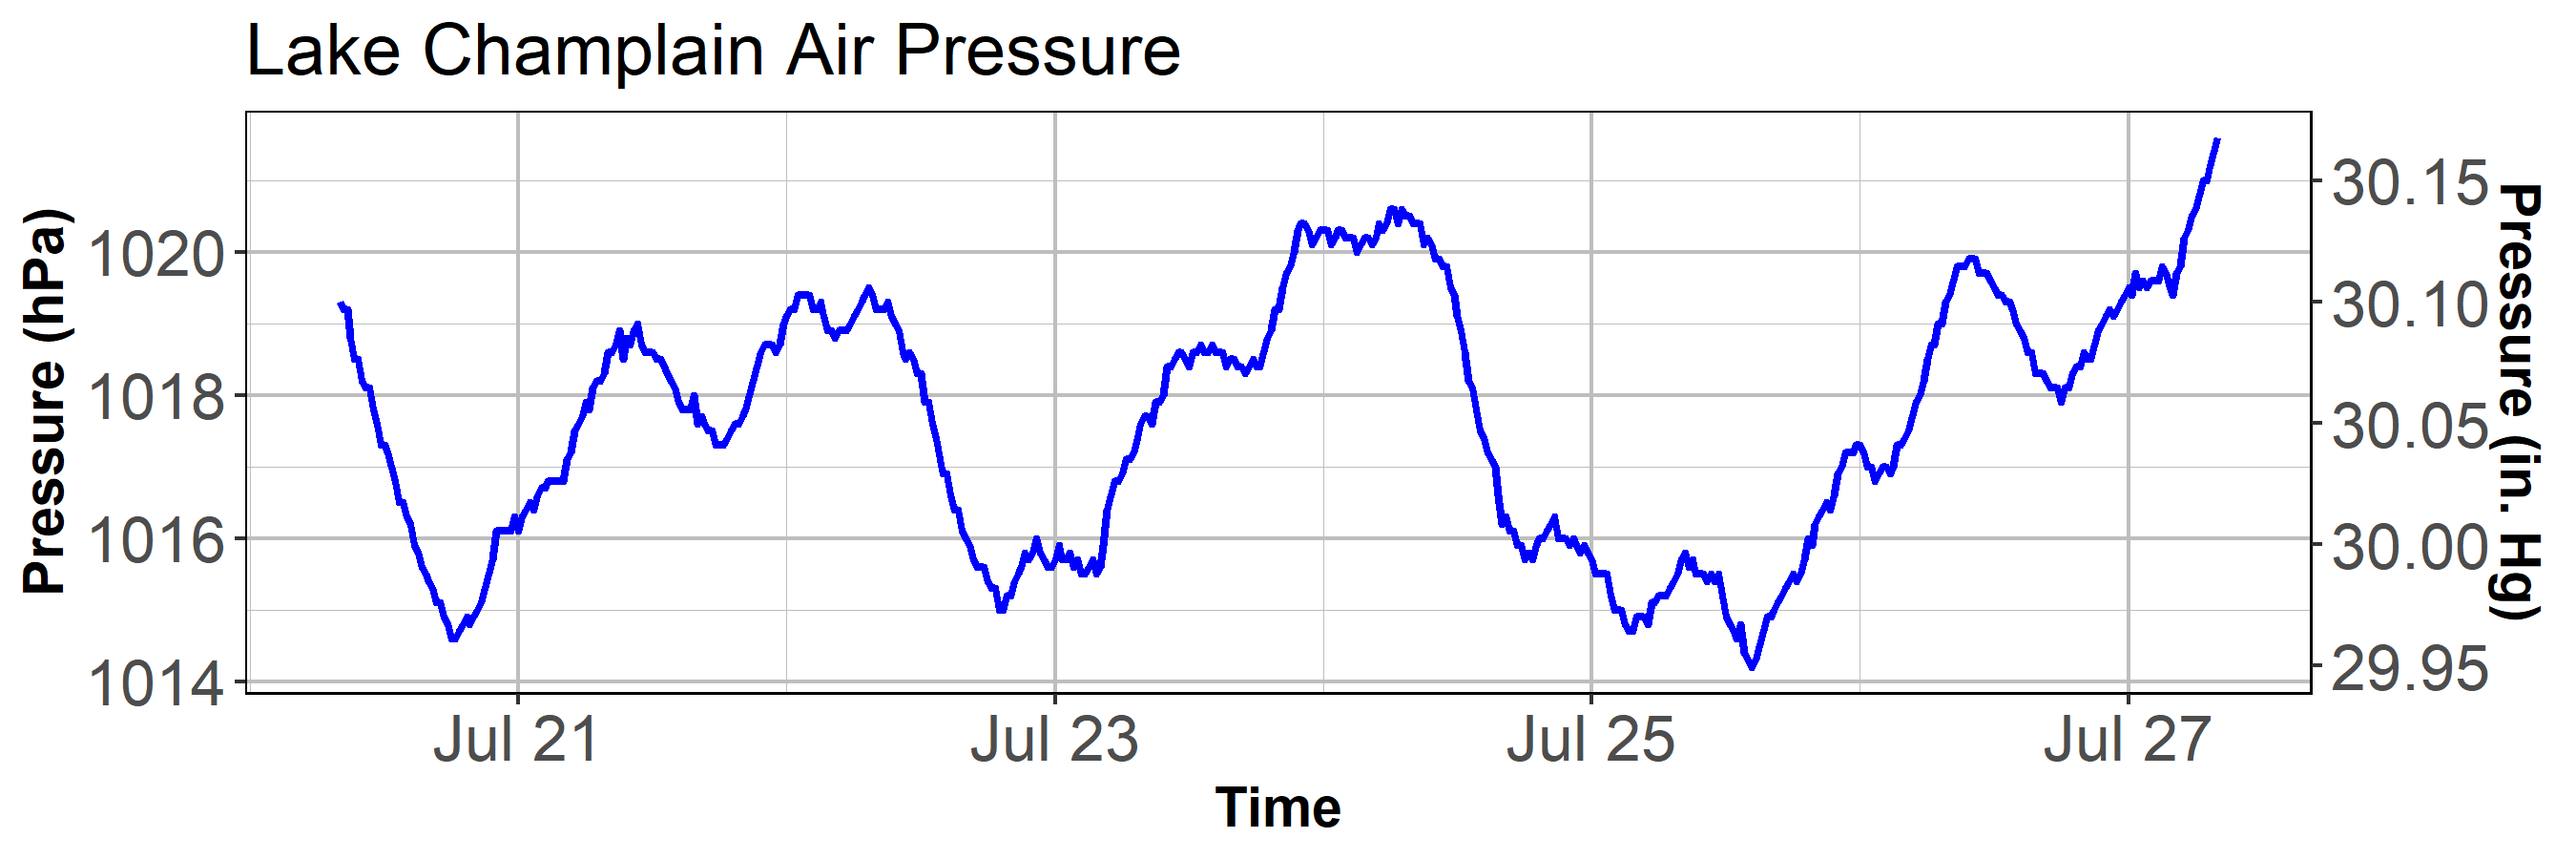 Lake Champlain Air Pressure
Pressure (hPa)
1020
1018
1016
1014
30.15
30.10
30.05
30.00
29.95
Pressure (in. Hg)
Jul 21 Jul 23 Jul 25 Jul 27
Time